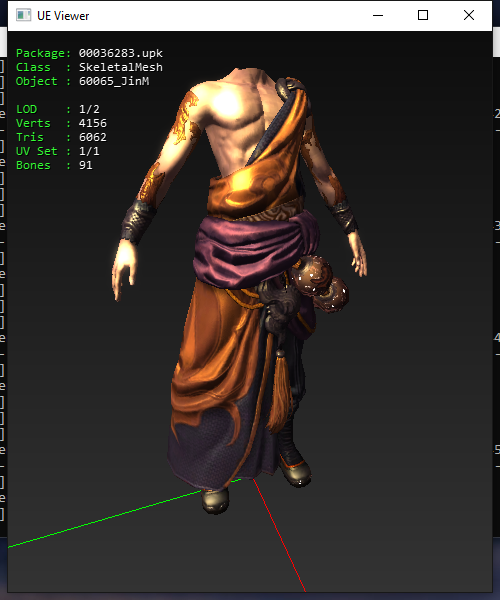 UE Viewer
Package: 00036283.upk
Class : SkeletalMesh
Object : 60065_JinM
LOD : 1/2
Verts : 4156
Tris : 6062
UV Set : 1/1
Bones : 91